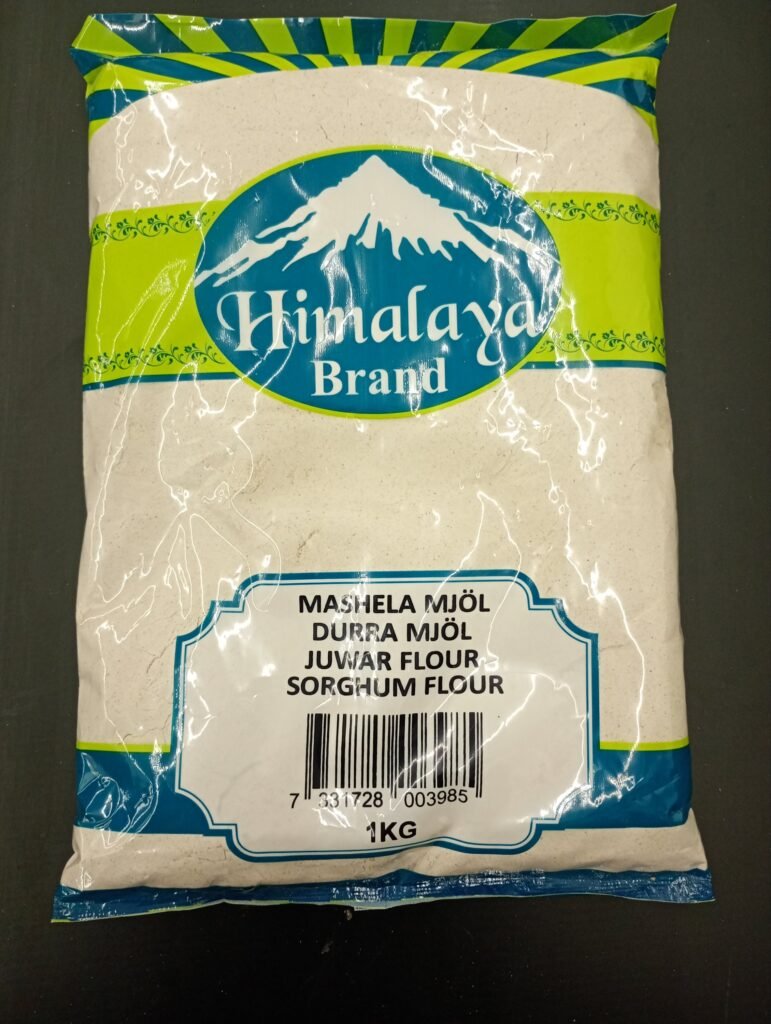 Himalaya
Brand
MASHELA MJÖL
DURRA MJÖL
JUWAR FLOUR
SORGHUM FLOUR
7 331728 003985
1KG